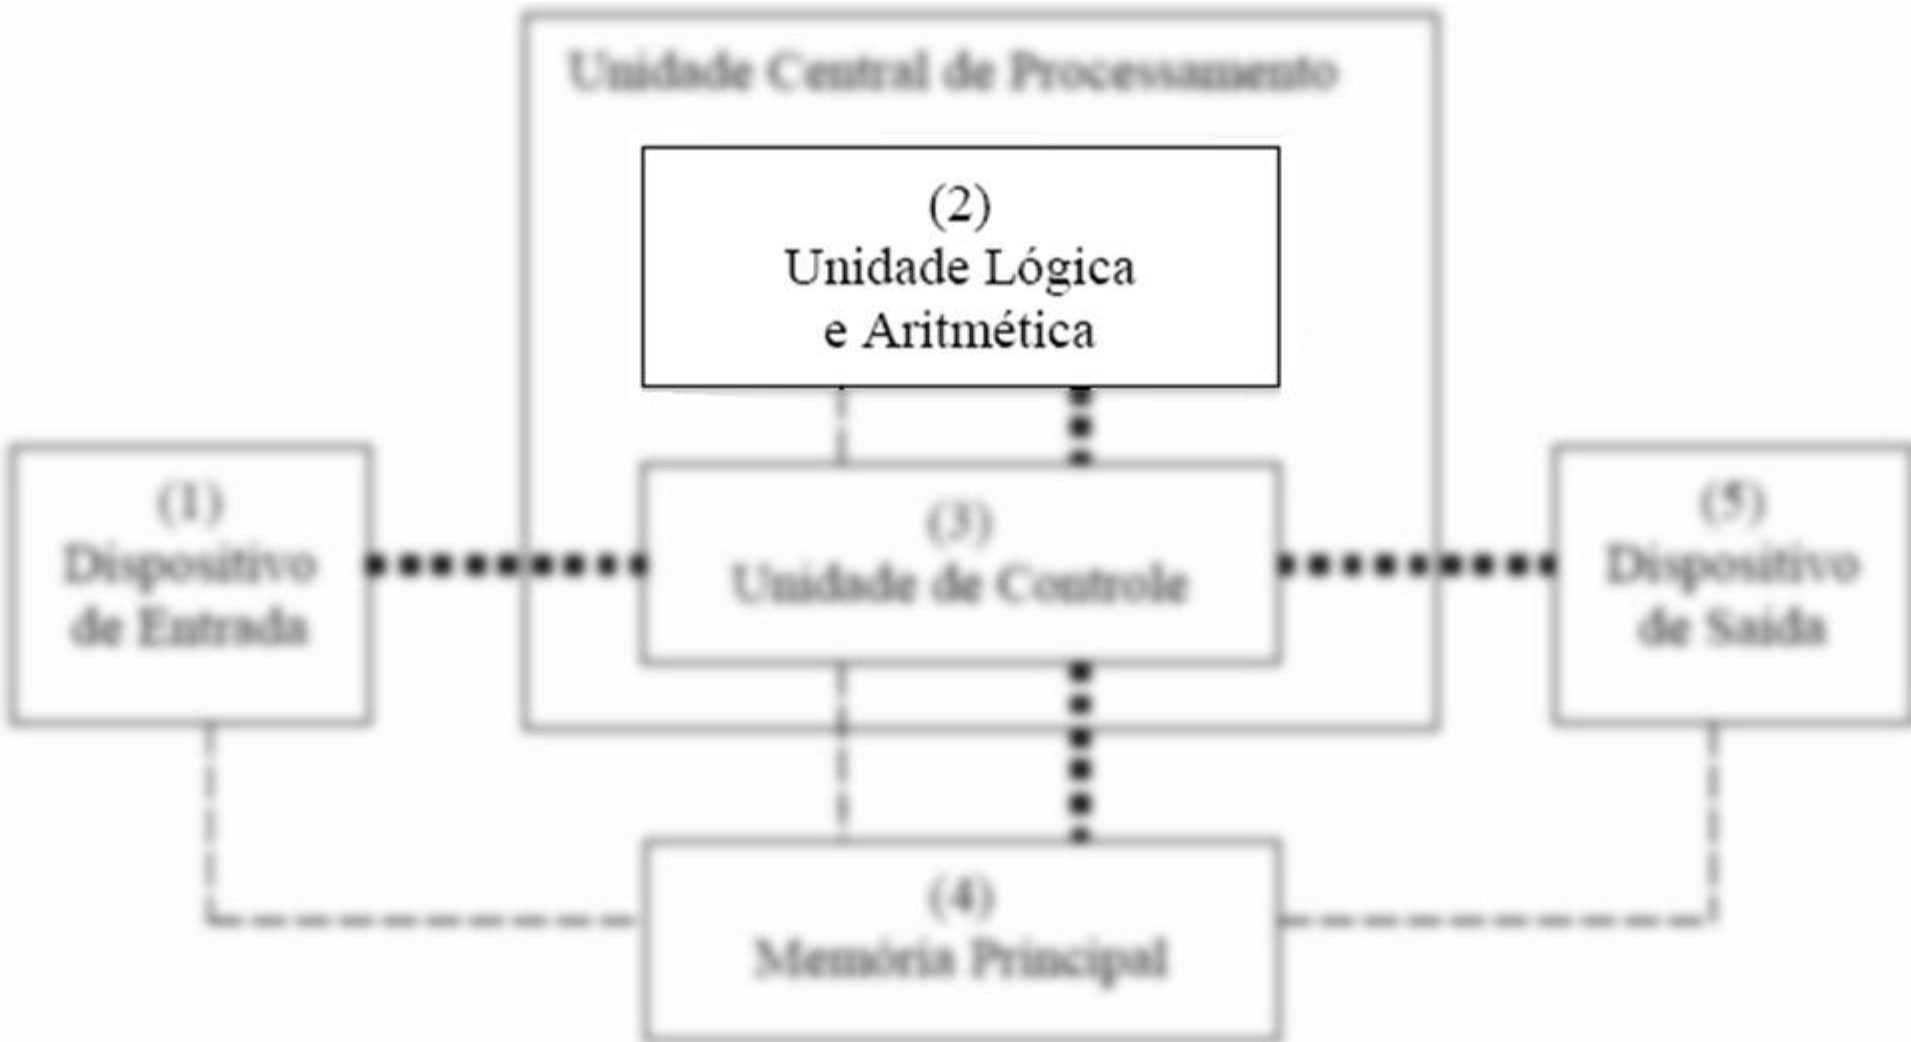 Unidade Central de Processamento
(2)
Unidade Lógica
e Aritmética
(1)
Dispositivo
de Entrada
(3)
Unidade de Controle
(5)
Dispositivo
de Saída
(4)
Memória Principal